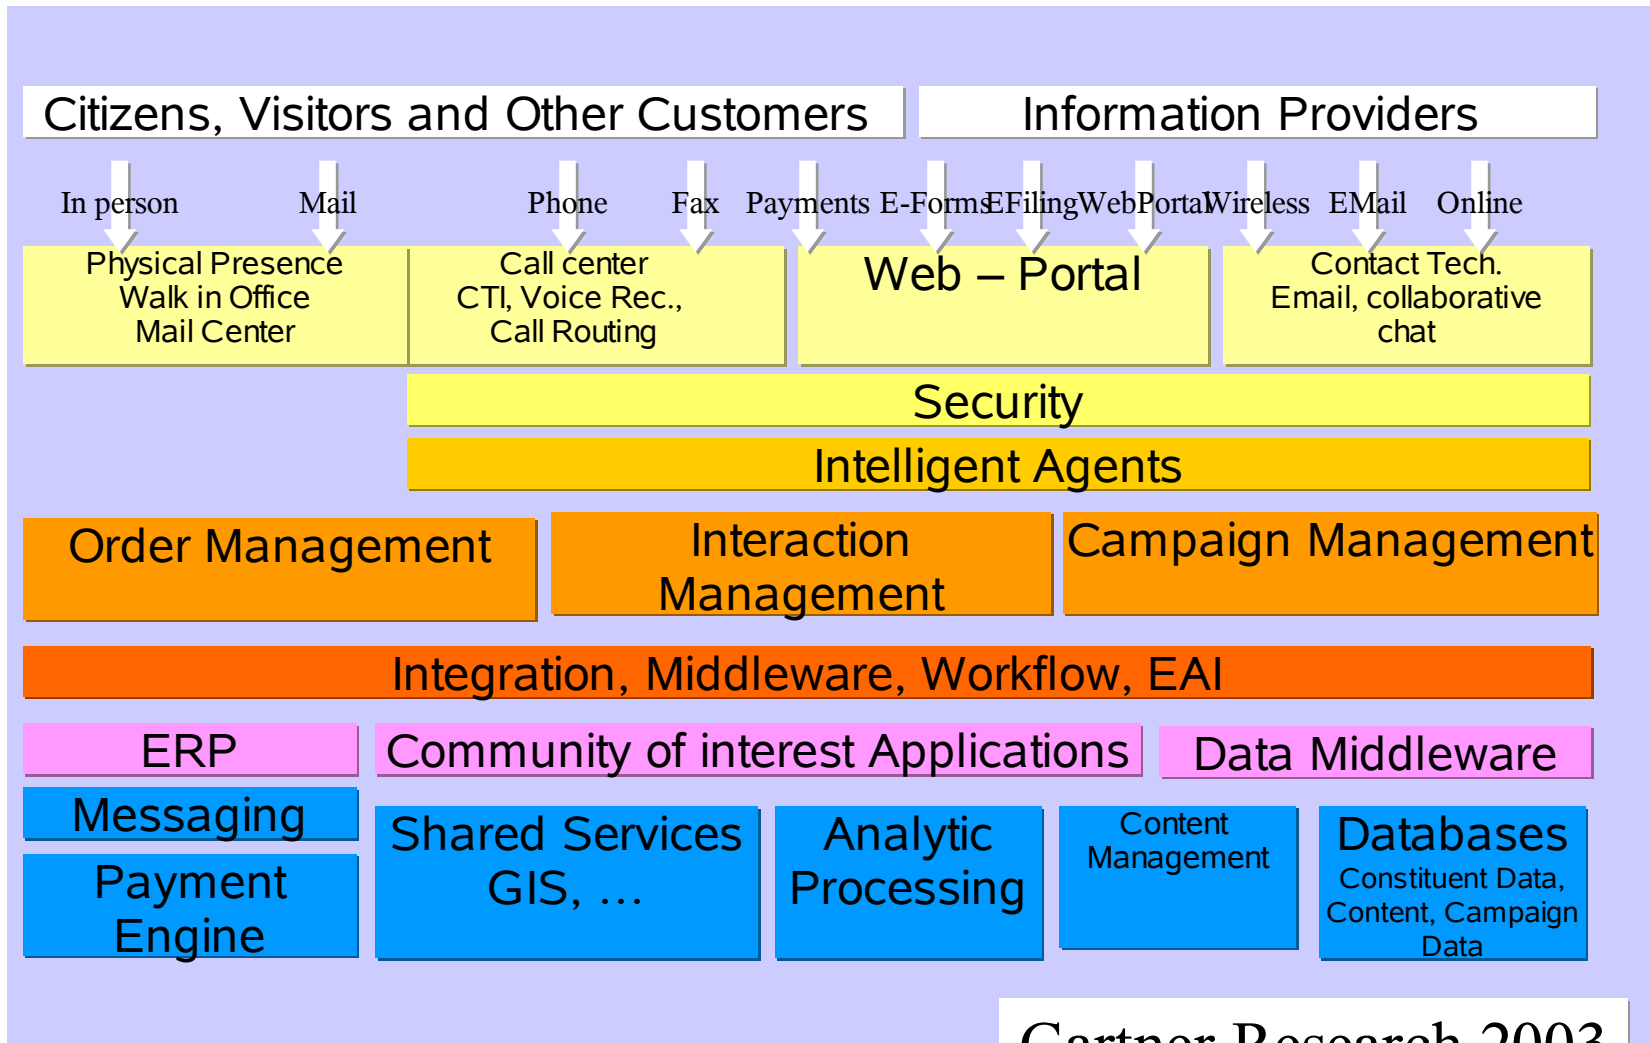 Citizens, Visitors and Other Customers
Information Providers
In person
Mail
Phone
Fax
Payments
E-Forms
EFiling
WebPortal
Wireless
EMail
Online
Physical Presence
Walk in Office
Mail Center
Call center
CTI, Voice Rec.,
Call Routing
Web – Portal
Contact Tech.
Email, collaborative
chat
Security
Intelligent Agents
Order Management
Interaction
Management
Campaign Management
Integration, Middleware, Workflow, EAI
ERP
Community of interest Applications
Data Middleware
Messaging
Payment
Engine
Shared Services
GIS, …
Analytic
Processing
Content
Management
Databases
Constituent Data,
Content, Campaign
Data
Gartner Research 2003